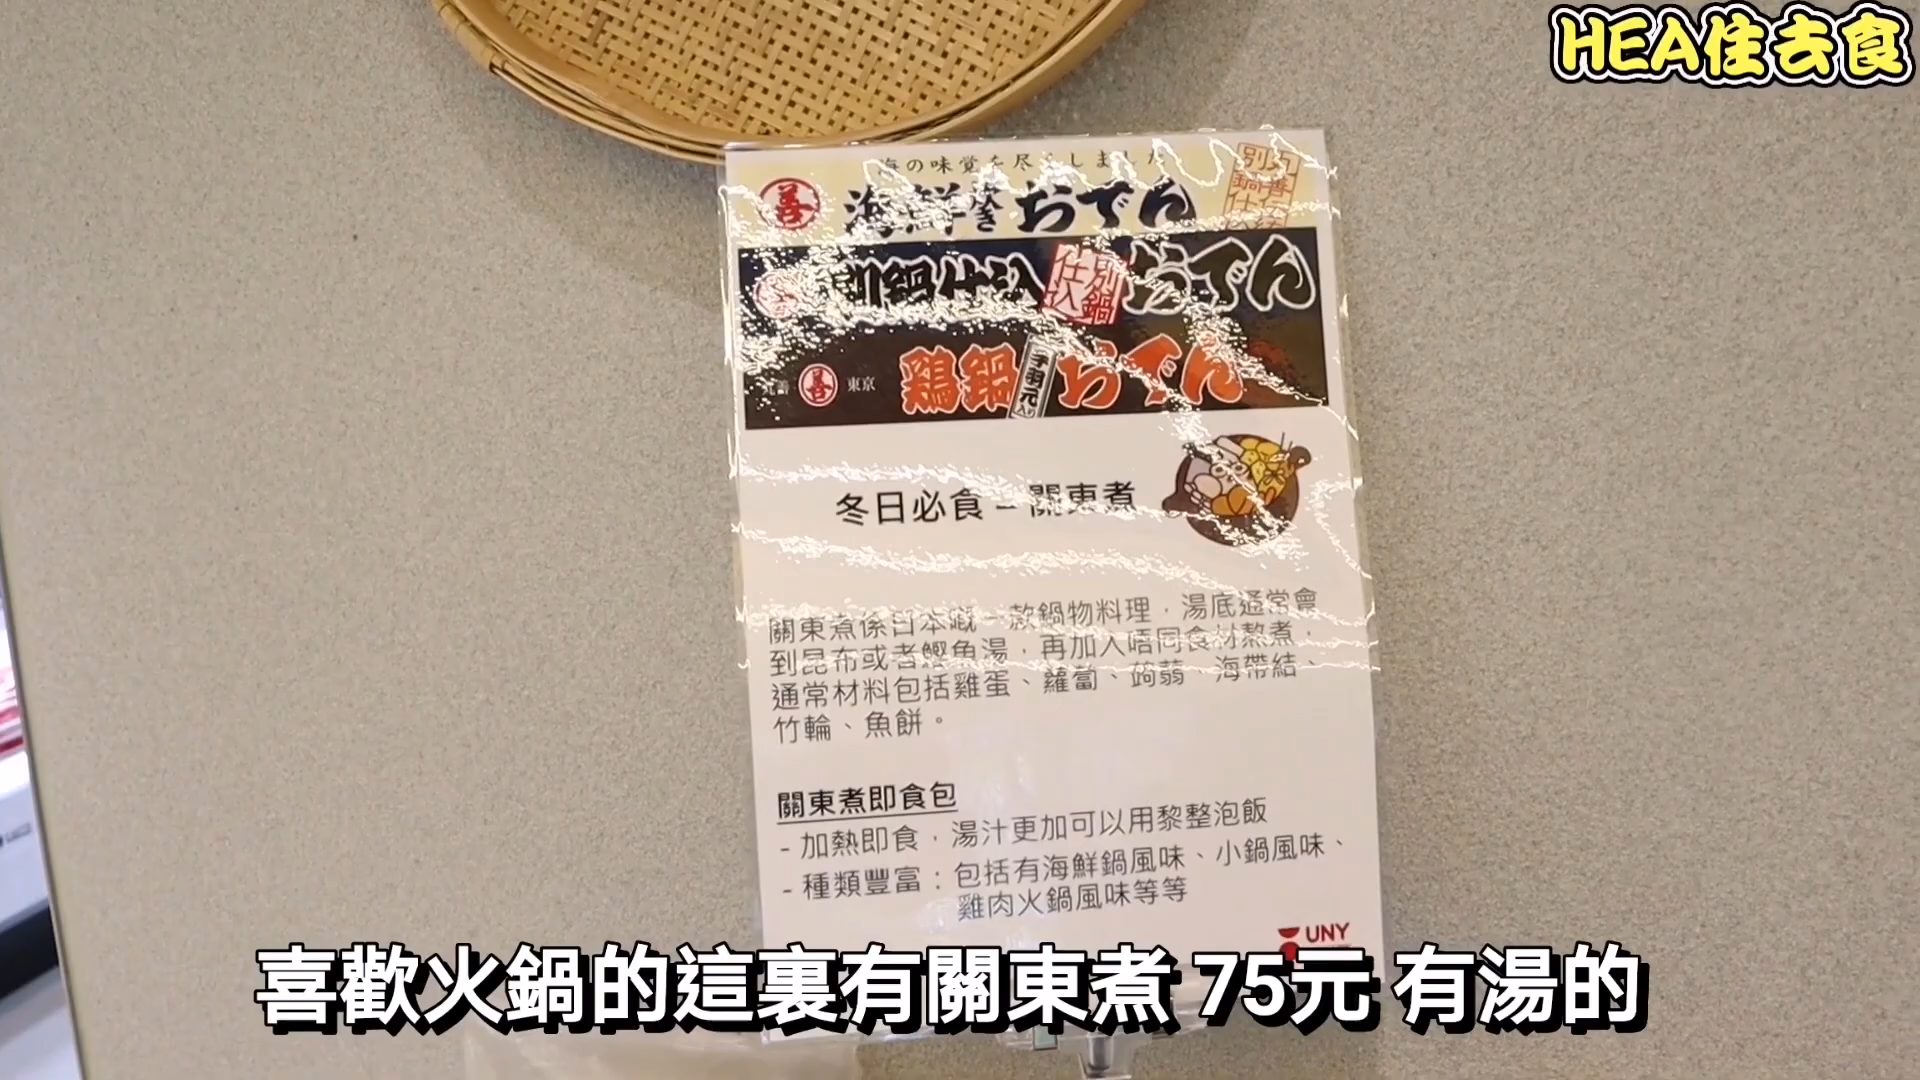 HEA住去食
海の味覚を尽くしました
善 海鮮炊き おでん
別鍋仕込 別鍋仕込 おでん
善 東京 鶏鍋 手羽元入り おでん
冬日必食 – 關東煮
關東煮係日本嘅一款鍋物料理，湯底通常會
到昆布或者鰹魚湯，再加入唔同食材熬煮，
通常材料包括雞蛋、蘿蔔、蒟蒻、海帶結、
竹輪、魚餅。
關東煮即食包
- 加熱即食，湯汁更加可以用黎整泡飯
- 種類豐富：包括有海鮮鍋風味、小鍋風味、
雞肉火鍋風味等等
UNY
喜歡火鍋的這裏有關東煮 75元 有湯的